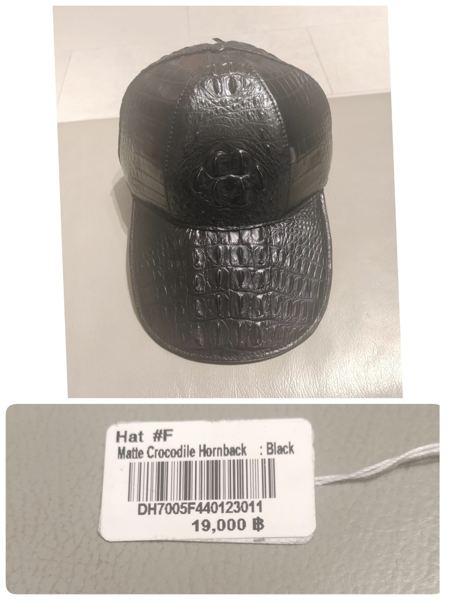 Hat #F
Matte Crocodile Hornback : Black
DH7005F440123011
19,000 ฿